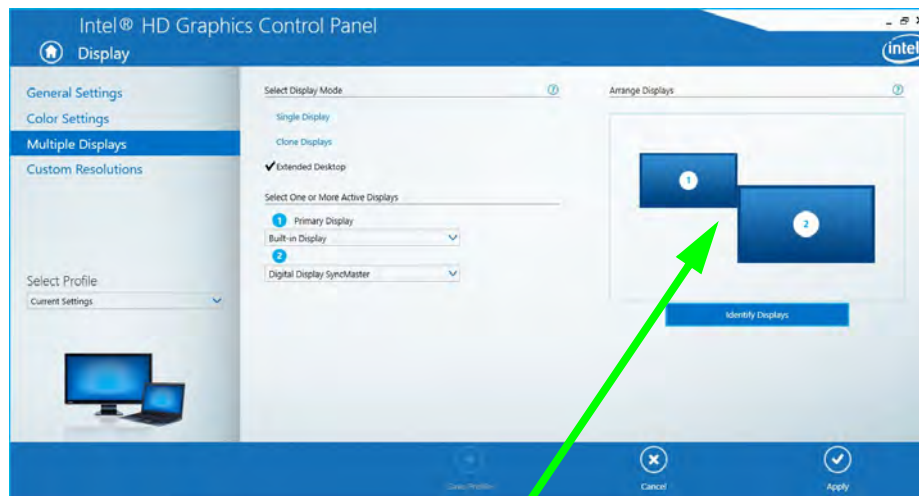 Intel® HD Graphics Control Panel
Display
intel
General Settings
Color Settings
Multiple Displays
Custom Resolutions
Select Profile
Current Settings
Select Display Mode
Single Display
Clone Displays
Extended Desktop
Select One or More Active Displays
1 Primary Display
Built-in Display
2
Digital Display SyncMaster
Arrange Displays
1
2
Identify Displays
Cancel
Apply